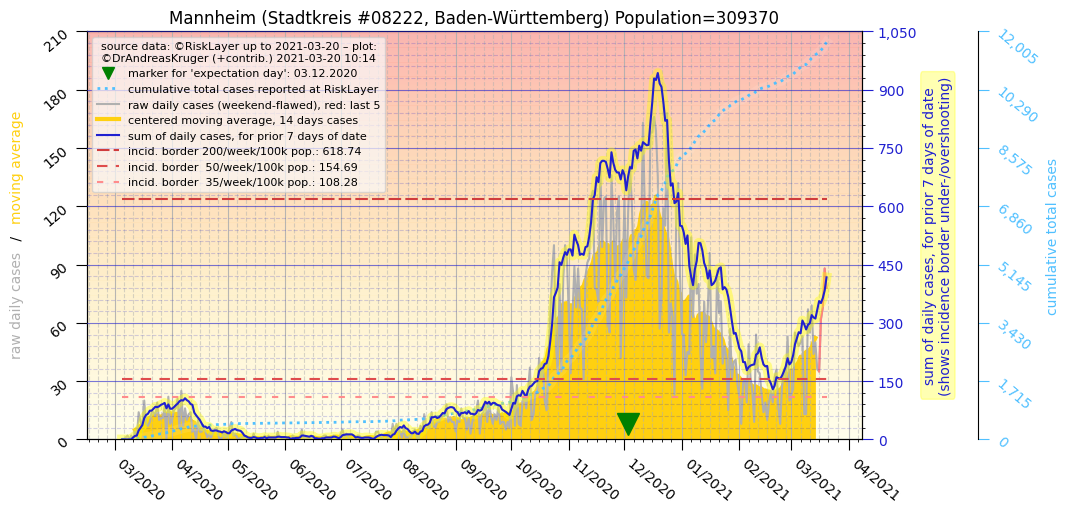 Mannheim (Stadtkreis #08222, Baden-Württemberg) Population=309370
source data: ©RiskLayer up to 2021-03-20 – plot:
©DrAndreasKruger (+contrib.) 2021-03-20 10:14
marker for 'expectation day': 03.12.2020
cumulative total cases reported at RiskLayer
raw daily cases (weekend-flawed), red: last 5
centered moving average, 14 days cases
sum of daily cases, for prior 7 days of date
incid. border 200/week/100k pop.: 618.74
incid. border  50/week/100k pop.: 154.69
incid. border  35/week/100k pop.: 108.28
raw daily cases / moving average
210
180
150
120
90
60
30
0
03/2020
04/2020
05/2020
06/2020
07/2020
08/2020
09/2020
10/2020
11/2020
12/2020
01/2021
02/2021
03/2021
04/2021
1,050
900
750
600
450
300
150
0
sum of daily cases, for prior 7 days of date
(shows incidence border under-/overshooting)
12,005
10,290
8,575
6,860
5,145
3,430
1,715
0
cumulative total cases